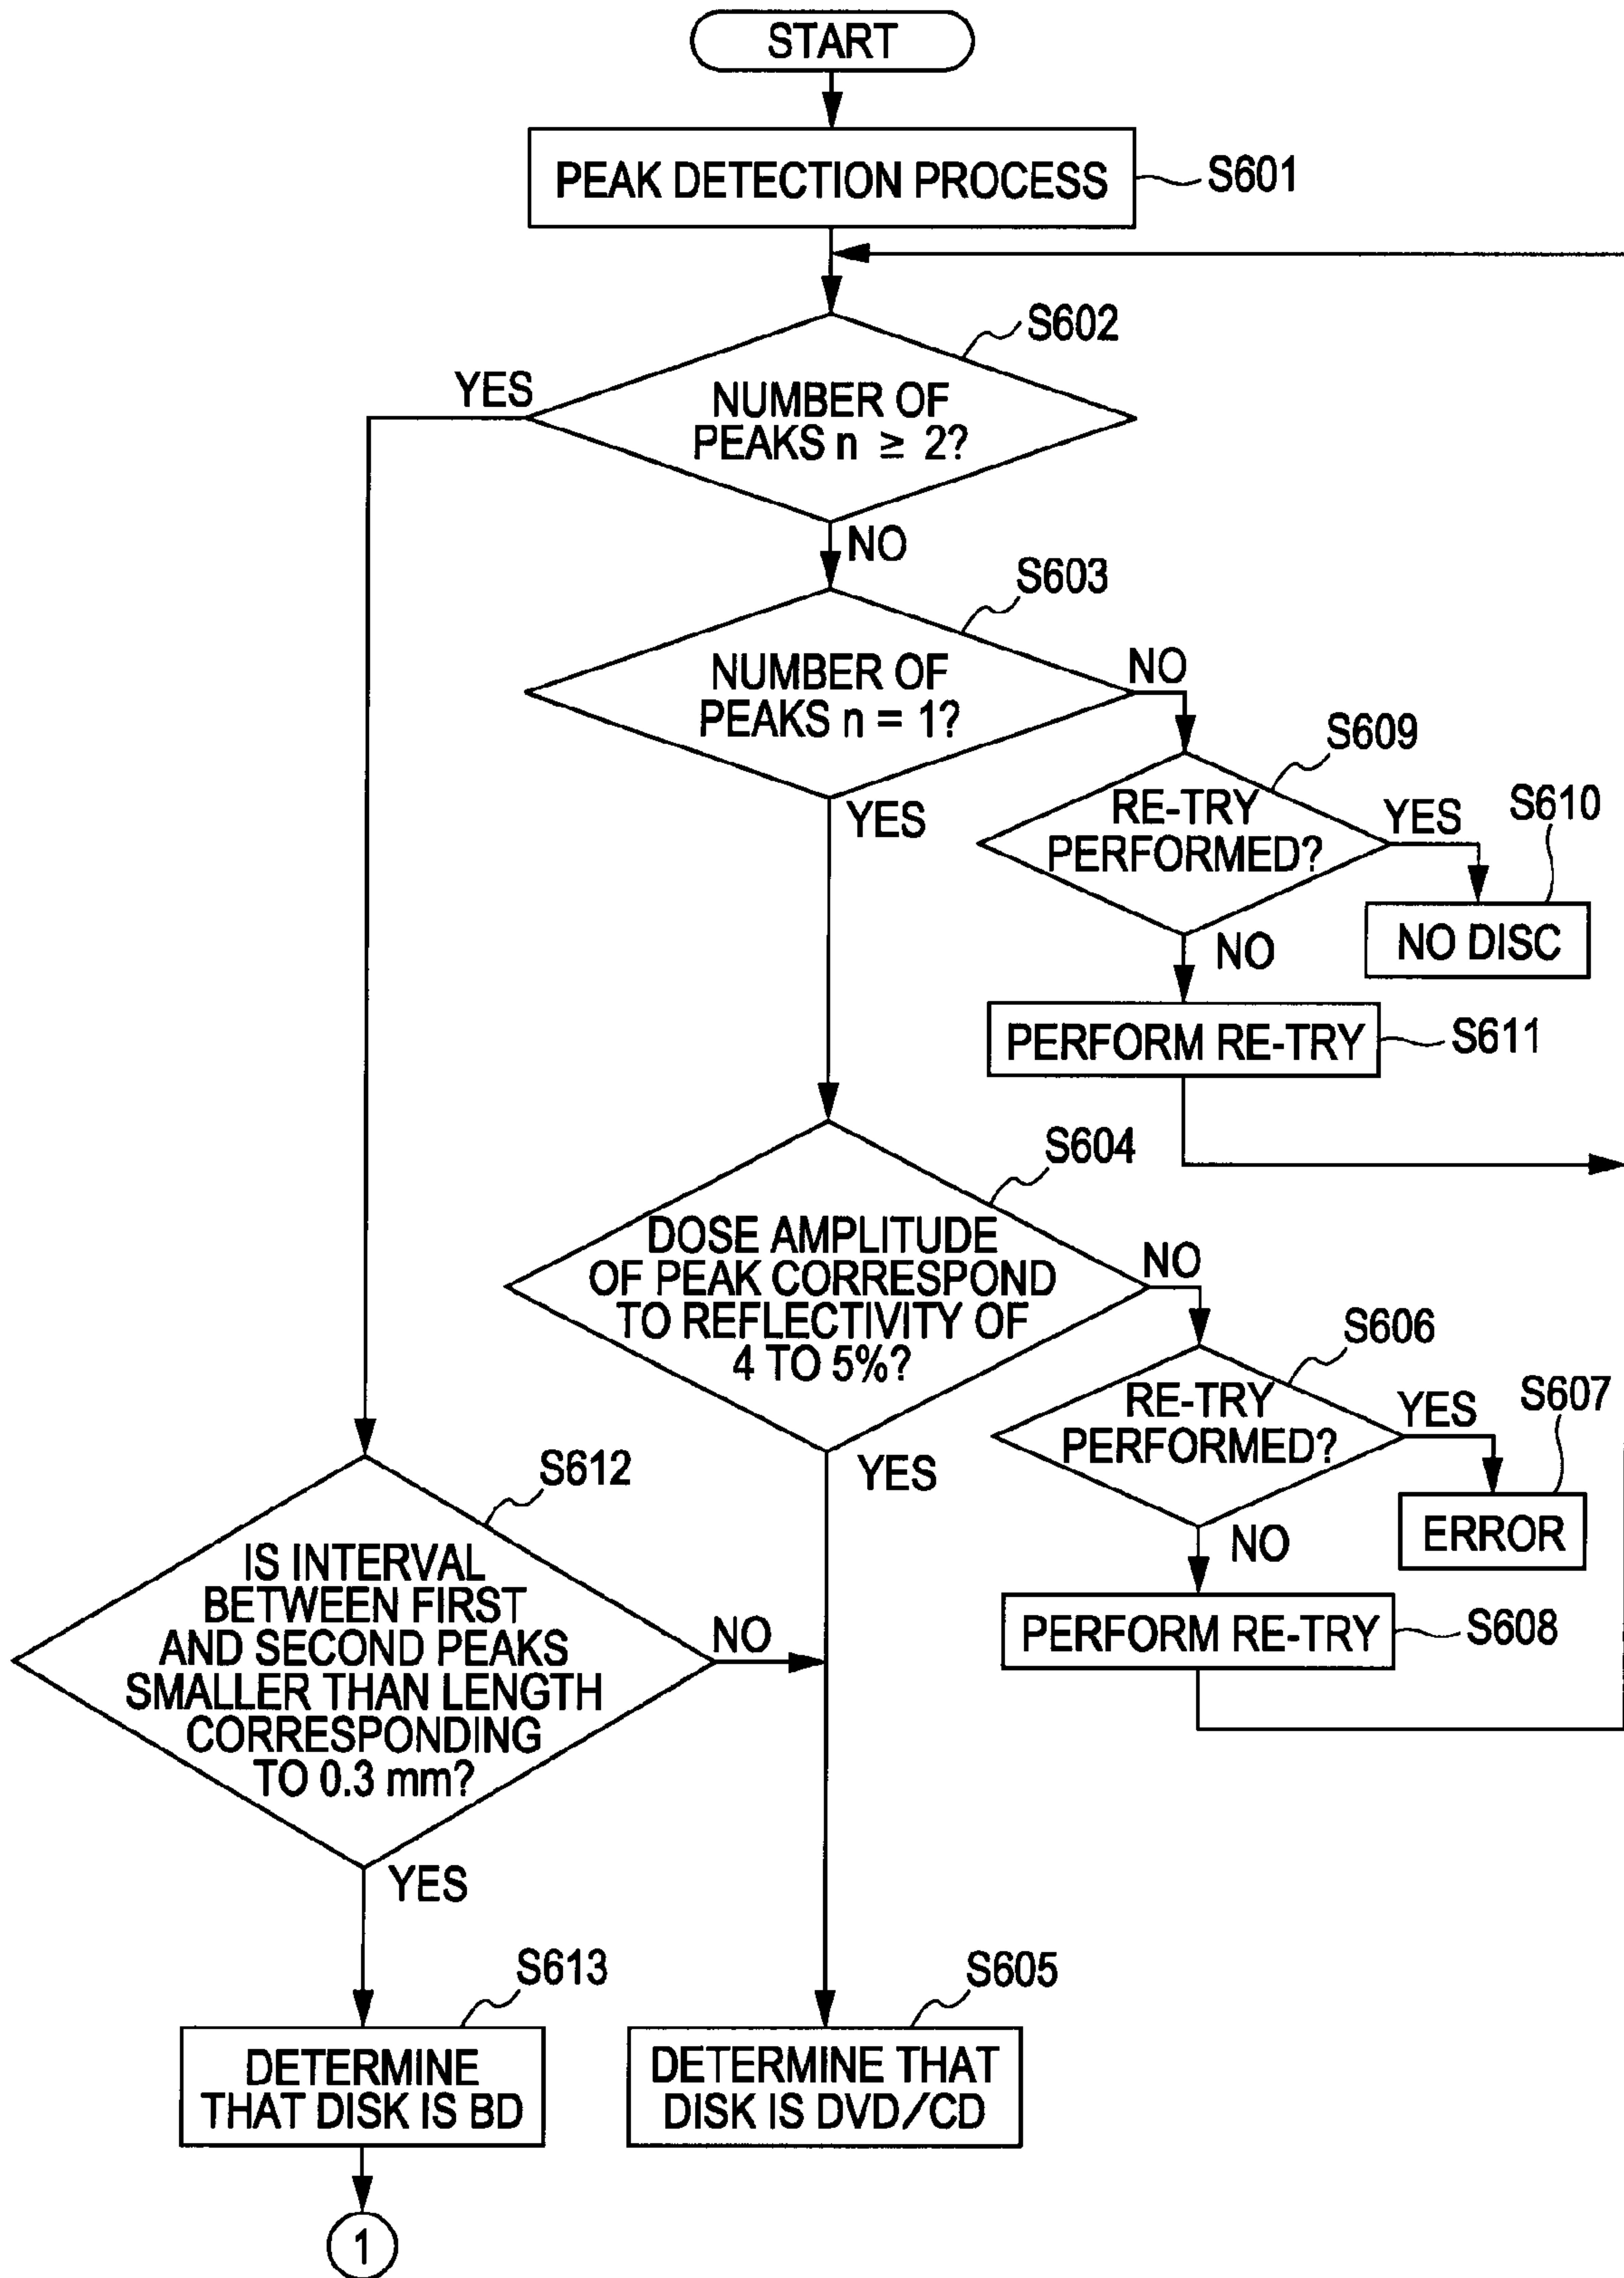 START
PEAK DETECTION PROCESS
S601
S602
YES
NUMBER OF
PEAKS n ≥ 2?
NO
S603
NUMBER OF
PEAKS n = 1?
NO
S609
YES
RE-TRY
PERFORMED?
YES
S610
NO DISC
NO
PERFORM RE-TRY
S611
S604
DOSE AMPLITUDE
OF PEAK CORRESPOND
TO REFLECTIVITY OF
4 TO 5%?
NO
S606
YES
RE-TRY
PERFORMED?
YES
S607
ERROR
NO
PERFORM RE-TRY
S608
S612
IS INTERVAL
BETWEEN FIRST
AND SECOND PEAKS
SMALLER THAN LENGTH
CORRESPONDING
TO 0.3 mm?
NO
YES
S613
DETERMINE
THAT DISK IS BD
S605
DETERMINE THAT
DISK IS DVD/CD
1